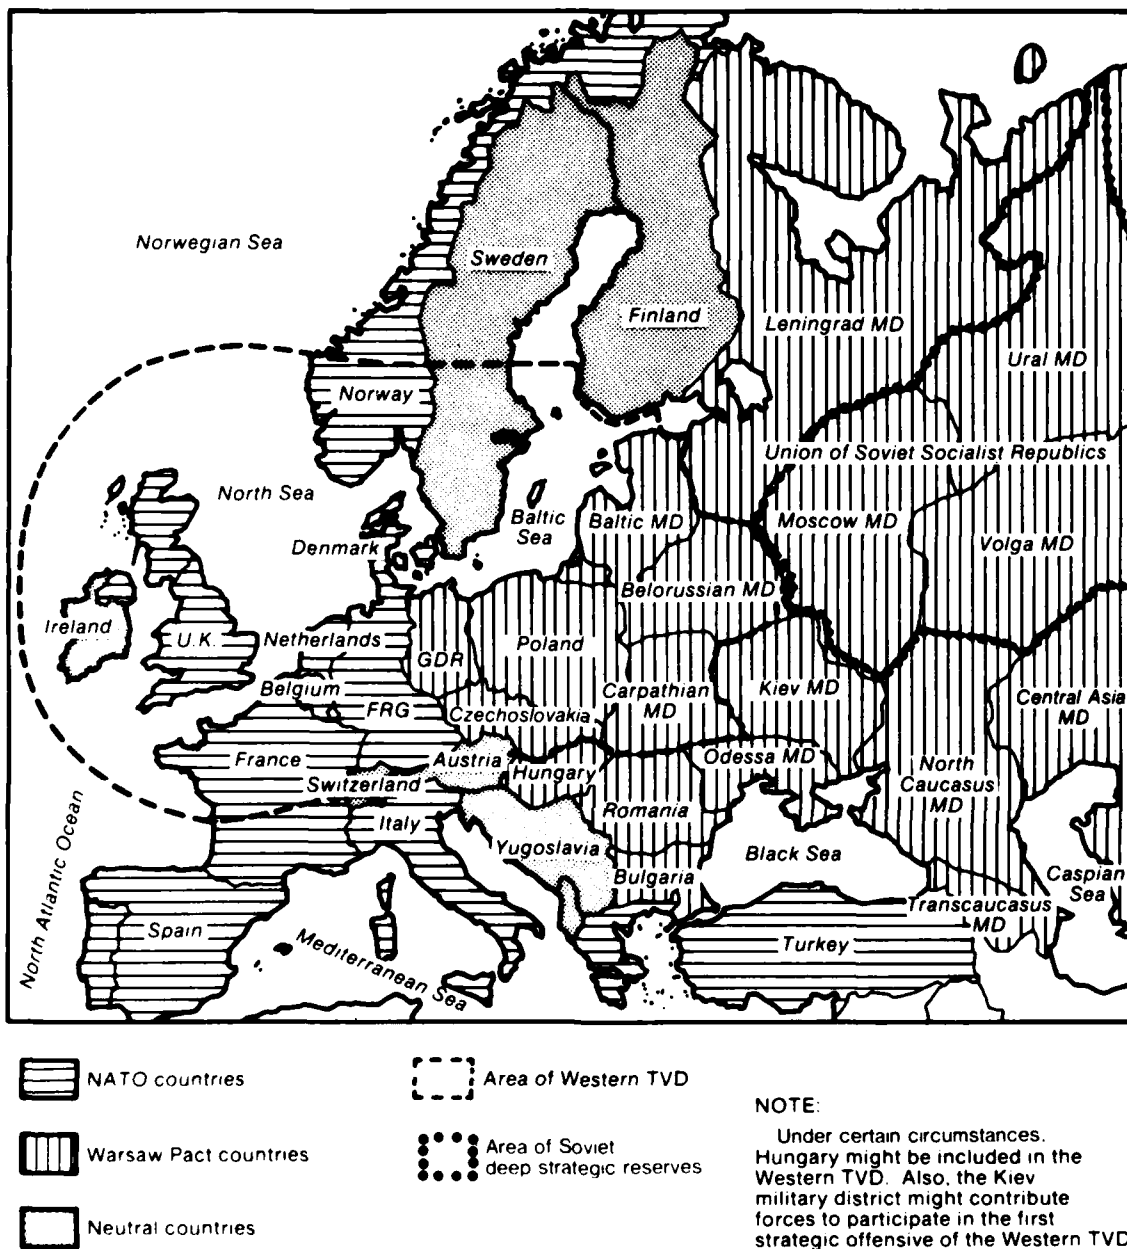 Norwegian Sea
Sweden
Finland
Leningrad MD
Ural MD
Norway
Union of Soviet Socialist Republics
North Sea
Baltic
Sea
Baltic MD
Moscow MD
Volga MD
Denmark
Belorussian MD
Ireland
U.K.
Netherlands
GDR
Poland
Belgium
FRG
Czechoslovakia
Carpathian
MD
Kiev MD
Central Asia
MD
France
Austria
Hungary
Odessa MD
North
Caucasus
MD
Switzerland
Italy
Romania
Yugoslavia
Black Sea
Bulgaria
Caspian
Sea
North Atlantic Ocean
Spain
Mediterranean Sea
Transcaucasus
MD
Turkey
NATO countries
Warsaw Pact countries
Neutral countries
Area of Western TVD
Area of Soviet
deep strategic reserves
NOTE:
Under certain circumstances.
Hungary might be included in the
Western TVD. Also, the Kiev
military district might contribute
forces to participate in the first
strategic offensive of the Western TVD